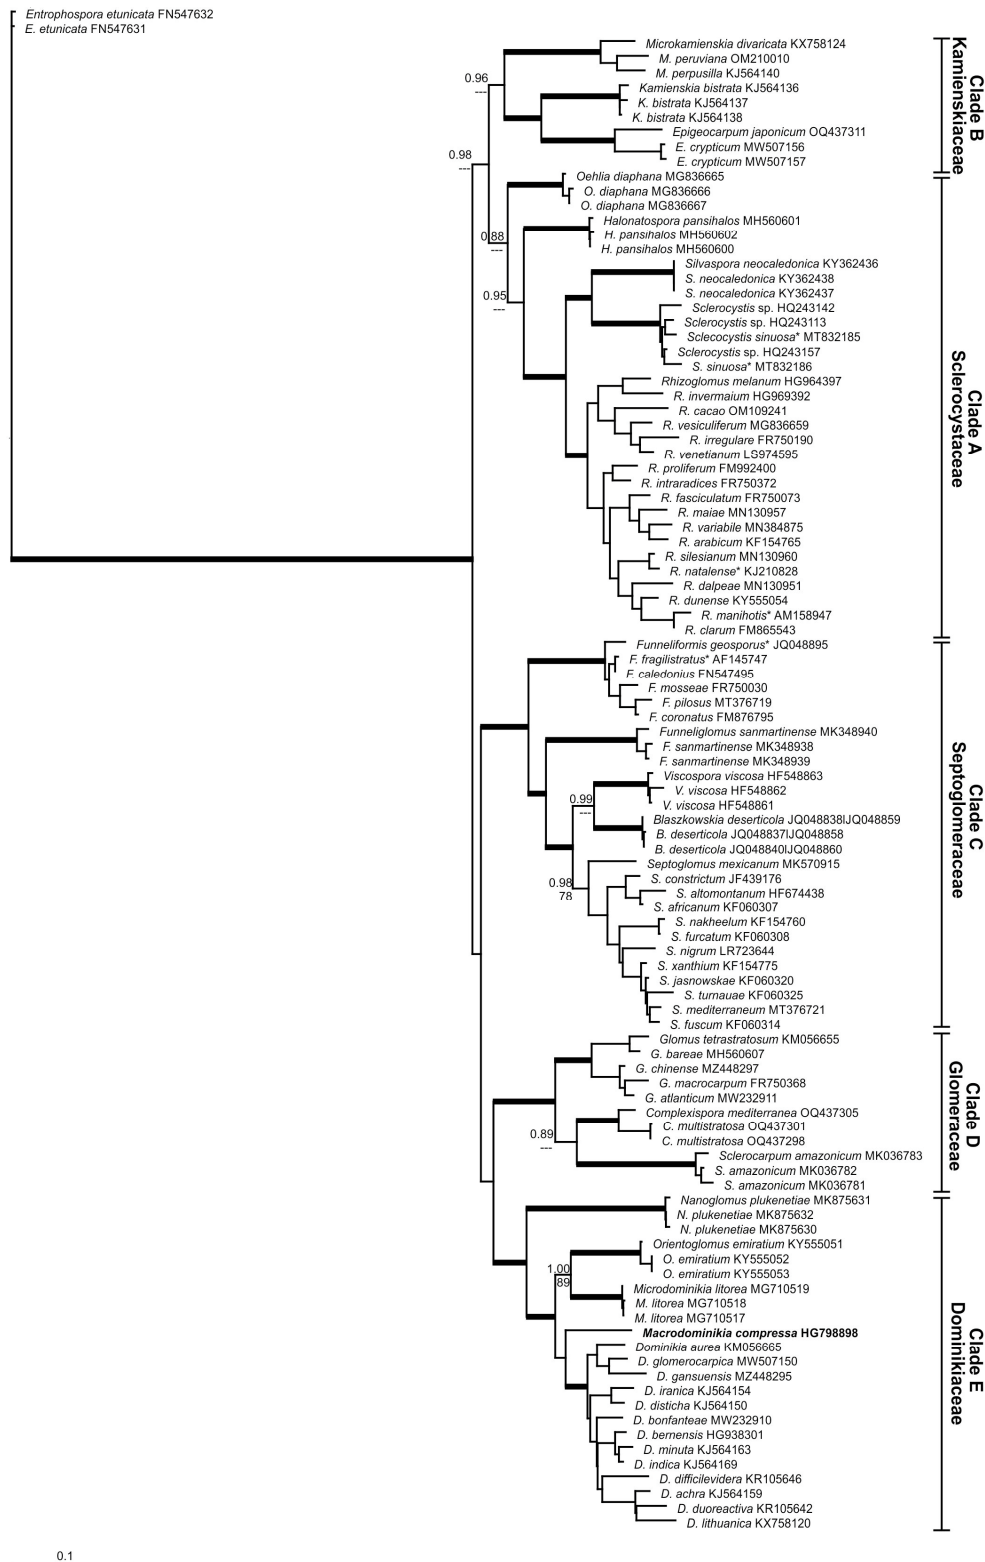 Entrophospora etunicata FN547632
E. etunicata FN547631
Microkamienskia divaricata KX758124
M. peruviana OM210010
M. perpusilla KJ564140
0.96
---
Kamienskia bistrata KJ564136
K. bistrata KJ564137
K. bistrata KJ564138
Epigeocarpum japonicum OQ437311
E. crypticum MW507156
E. crypticum MW507157
Clade B
Kamienskiaceae
0.98
---
Oehlia diaphana MG836665
O. diaphana MG836666
O. diaphana MG836667
Halonatospora pansihalos MH560601
H. pansihalos MH560602
H. pansihalos MH560600
0.88
---
Silvaspora neocaledonica KY362436
S. neocaledonica KY362438
S. neocaledonica KY362437
0.95
---
Sclerocystis sp. HQ243142
Sclerocystis sp. HQ243113
Sclecocystis sinuosa* MT832185
Sclerocystis sp. HQ243157
S. sinuosa* MT832186
Rhizoglomus melanum HG964397
R. invermaium HG969392
R. cacao OM109241
R. vesiculiferum MG836659
R. irregulare FR750190
R. venetianum LS974595
R. proliferum FM992400
R. intraradices FR750372
R. fasciculatum FR750073
R. maiae MN130957
R. variabile MN384875
R. arabicum KF154765
R. silesianum MN130960
R. natalense* KJ210828
R. dalpeae MN130951
R. dunense KY555054
R. manihotis* AM158947
R. clarum FM865543
Clade A
Sclerocystaceae
Funneliformis geosporus* JQ048895
F. fragilistratus* AF145747
F. caledonius FN547495
F. mosseae FR750030
F. pilosus MT376719
F. coronatus FM876795
Funneliglomus sanmartinense MK348940
F. sanmartinense MK348938
F. sanmartinense MK348939
Viscospora viscosa HF548863
V. viscosa HF548862
V. viscosa HF548861
0.99
---
Blaszkowskia deserticola JQ048838lJQ048859
B. deserticola JQ048837lJQ048858
B. deserticola JQ048840lJQ048860
Septoglomus mexicanum MK570915
S. constrictum JF439176
0.98
78
S. altomontanum HF674438
S. africanum KF060307
S. nakheelum KF154760
S. furcatum KF060308
S. nigrum LR723644
S. xanthium KF154775
S. jasnowskae KF060320
S. turnauae KF060325
S. mediterraneum MT376721
S. fuscum KF060314
Clade C
Septoglomeraceae
Glomus tetrastratosum KM056655
G. bareae MH560607
G. chinense MZ448297
G. macrocarpum FR750368
G. atlanticum MW232911
Complexispora mediterranea OQ437305
C. multistratosa OQ437301
C. multistratosa OQ437298
0.89
---
Sclerocarpum amazonicum MK036783
S. amazonicum MK036782
S. amazonicum MK036781
Clade D
Glomeraceae
Nanoglomus plukenetiae MK875631
N. plukenetiae MK875632
N. plukenetiae MK875630
Orientoglomus emiratium KY555051
O. emiratium KY555052
O. emiratium KY555053
1.00
89
Microdominikia litorea MG710519
M. litorea MG710518
M. litorea MG710517
Macrodominikia compressa HG798898
Dominikia aurea KM056665
D. glomerocarpica MW507150
D. gansuensis MZ448295
D. iranica KJ564154
D. disticha KJ564150
D. bonfanteae MW232910
D. bernensis HG938301
D. minuta KJ564163
D. indica KJ564169
D. difficilevidera KR105646
D. achra KJ564159
D. duoreactiva KR105642
D. lithuanica KX758120
Clade E
Dominikiaceae
0.1